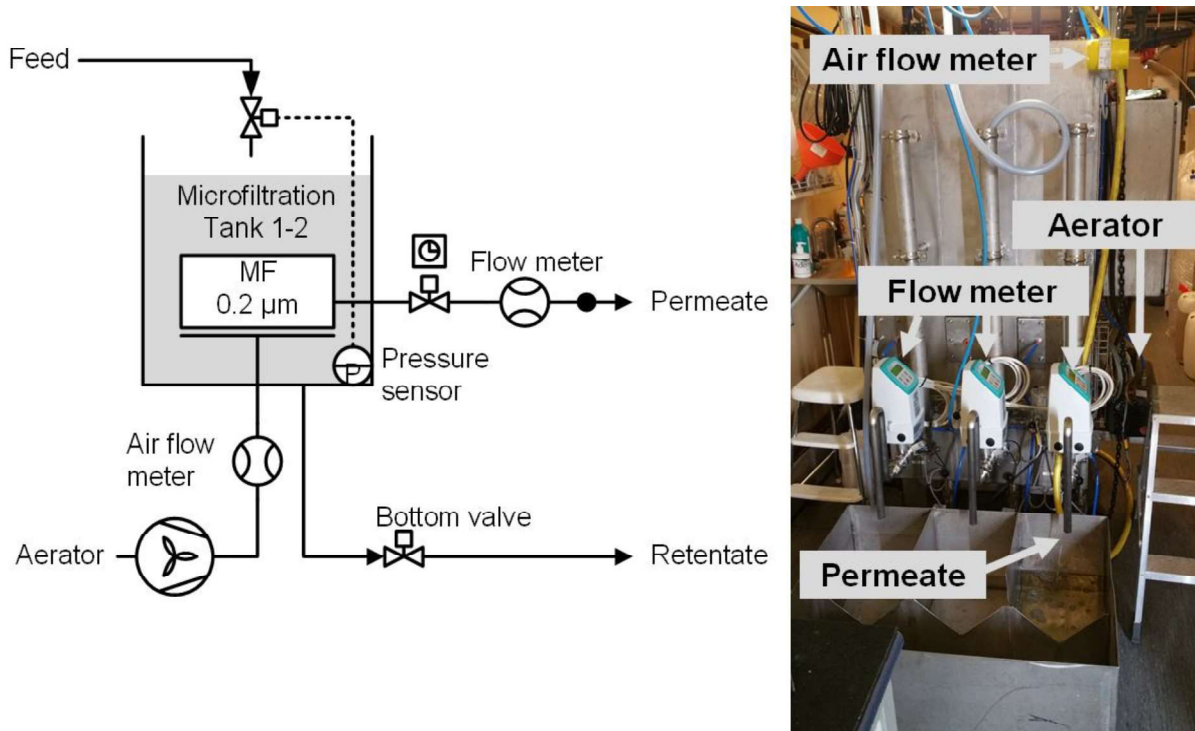 Feed
Microfiltration
Tank 1-2
MF
0.2 µm
Flow meter
Permeate
P
Pressure
sensor
Air flow
meter
Bottom valve
Aerator
Retentate
Air flow meter
Aerator
Flow meter
Permeate